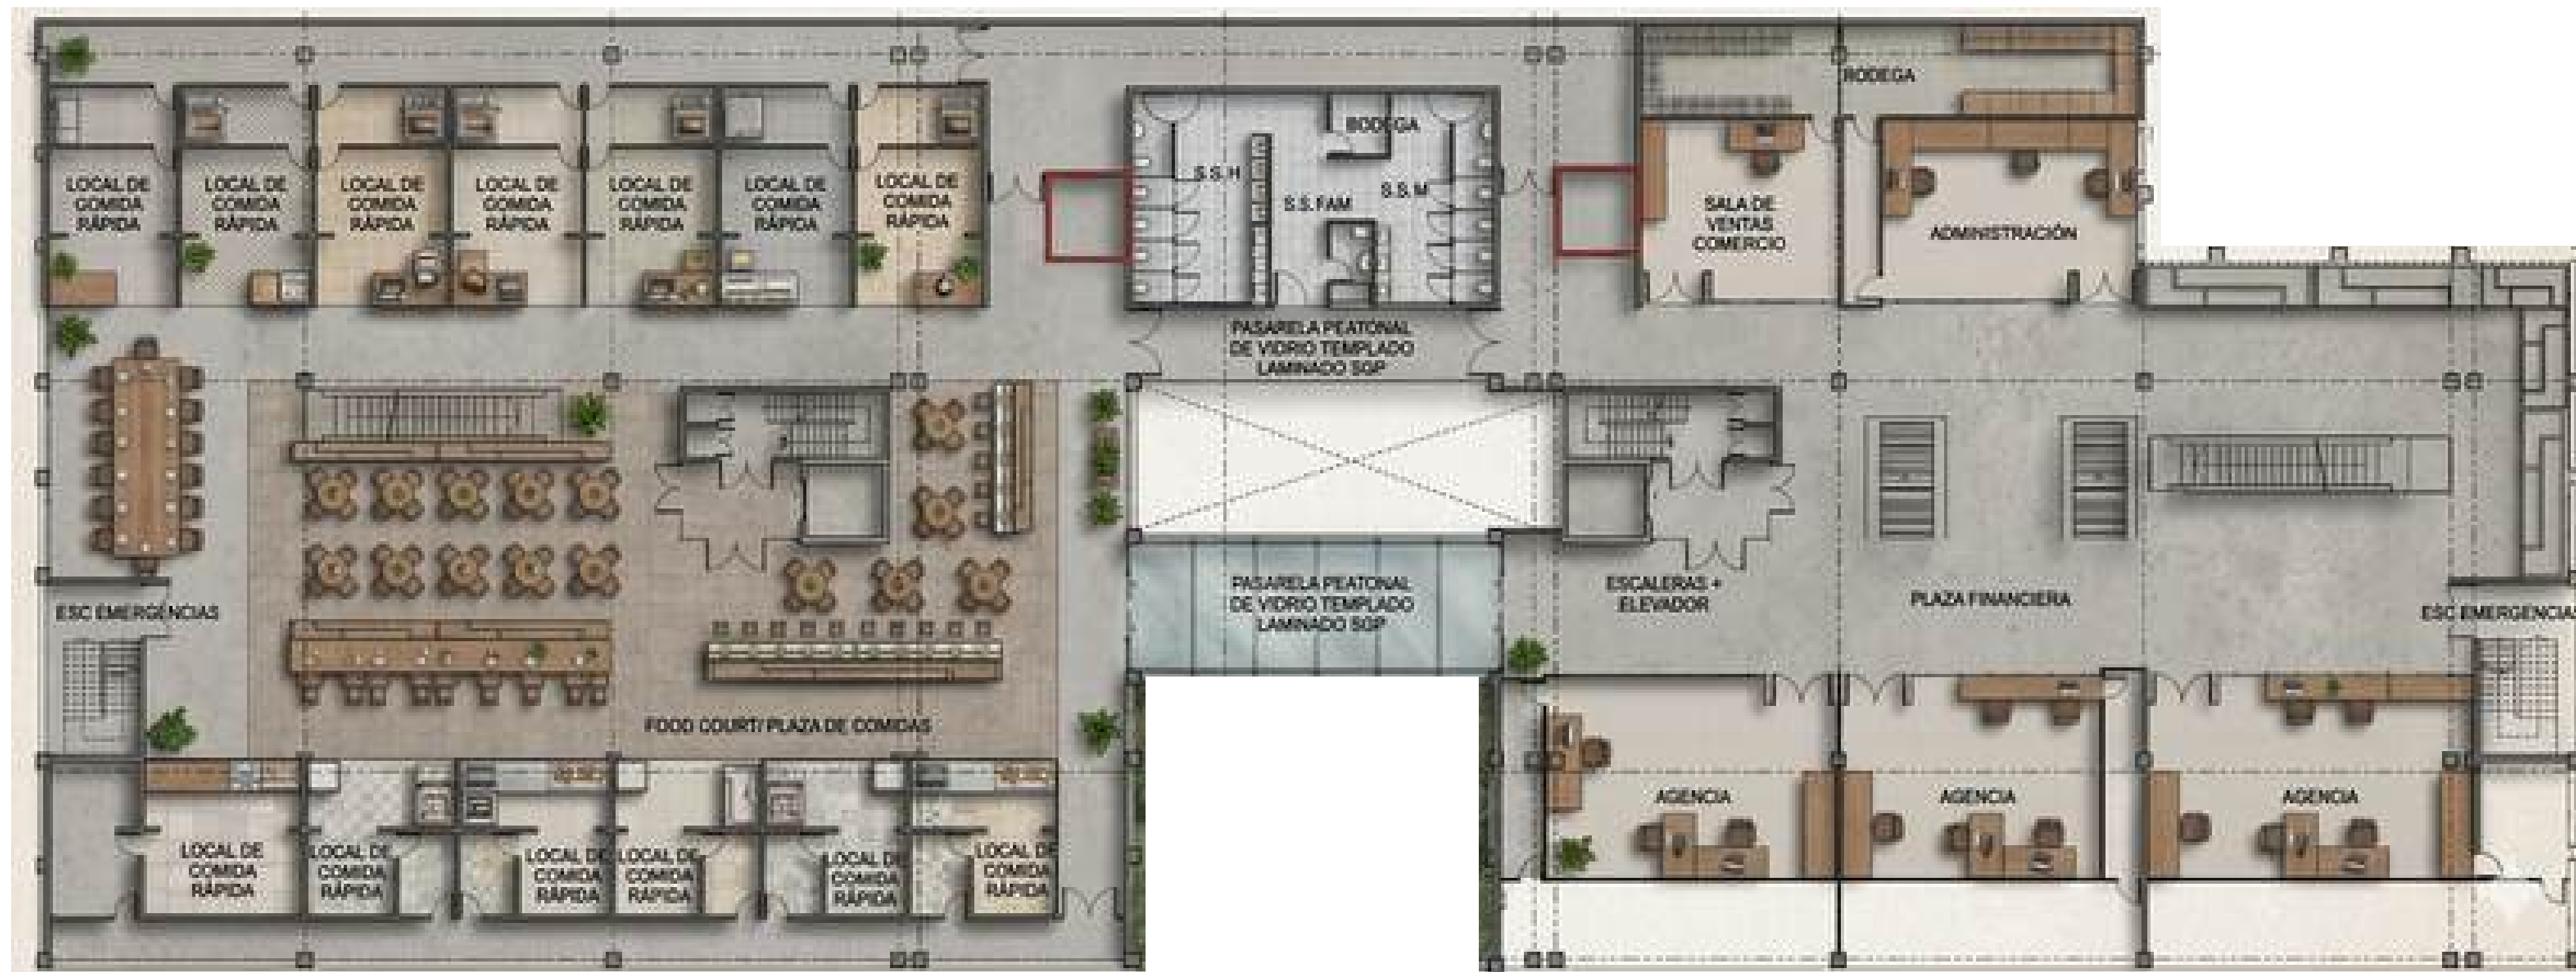 BODEGA
LOCAL DE
COMIDA
RÁPIDA
LOCAL DE
COMIDA
RÁPIDA
LOCAL DE
COMIDA
RÁPIDA
LOCAL DE
COMIDA
RÁPIDA
LOCAL DE
COMIDA
RÁPIDA
LOCAL DE
COMIDA
RÁPIDA
LOCAL DE
COMIDA
RÁPIDA
BODEGA
S.S. H
S.S. FAM
S.S. M
SALA DE
VENTAS
COMERCIO
ADMINISTRACIÓN
PASARELA PEATONAL
DE VIDRIO TEMPLADO
LAMINADO SGP
ESC EMERGENCIAS
PASARELA PEATONAL
DE VIDRIO TEMPLADO
LAMINADO SGP
ESCALERAS +
ELEVADOR
PLAZA FINANCIERA
ESC EMERGENCIAS
FOOD COURT/ PLAZA DE COMIDAS
LOCAL DE
COMIDA
RÁPIDA
LOCAL DE
COMIDA
RÁPIDA
LOCAL DE
COMIDA
RÁPIDA
LOCAL DE
COMIDA
RÁPIDA
LOCAL DE
COMIDA
RÁPIDA
LOCAL DE
COMIDA
RÁPIDA
AGENCIA
AGENCIA
AGENCIA